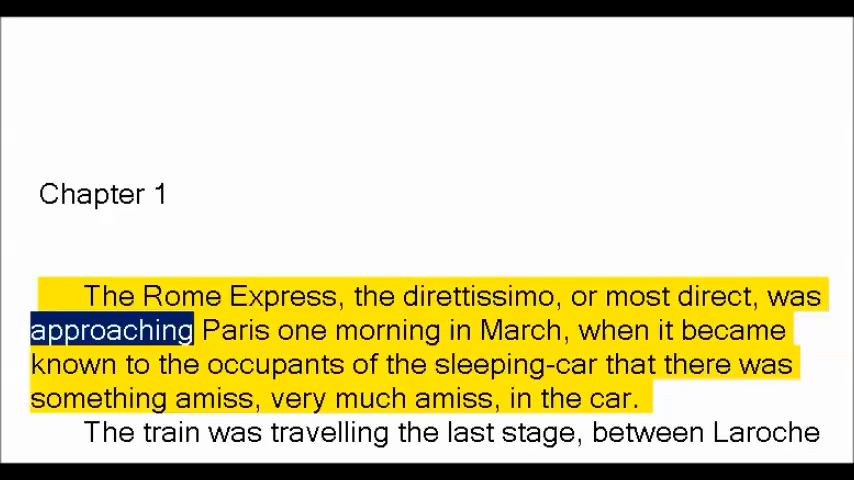 Chapter 1
The Rome Express, the direttissimo, or most direct, was
approaching Paris one morning in March, when it became
known to the occupants of the sleeping-car that there was
something amiss, very much amiss, in the car.
The train was travelling the last stage, between Laroche